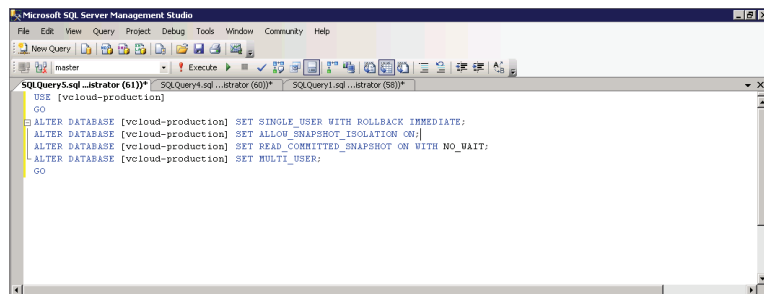 Microsoft SQL Server Management Studio
File Edit View Query Project Debug Tools Window Community Help
New Query
master Execute
SQLQuery5.sql ...istrator (61))* SQLQuery4.sql ...istrator (60))* SQLQuery1.sql ...istrator (58))*
USE [vcloud-production]
GO
ALTER DATABASE [vcloud-production] SET SINGLE_USER WITH ROLLBACK IMMEDIATE;
ALTER DATABASE [vcloud-production] SET ALLOW_SNAPSHOT_ISOLATION ON;
ALTER DATABASE [vcloud-production] SET READ_COMMITTED_SNAPSHOT ON WITH NO_WAIT;
ALTER DATABASE [vcloud-production] SET MULTI_USER;
GO